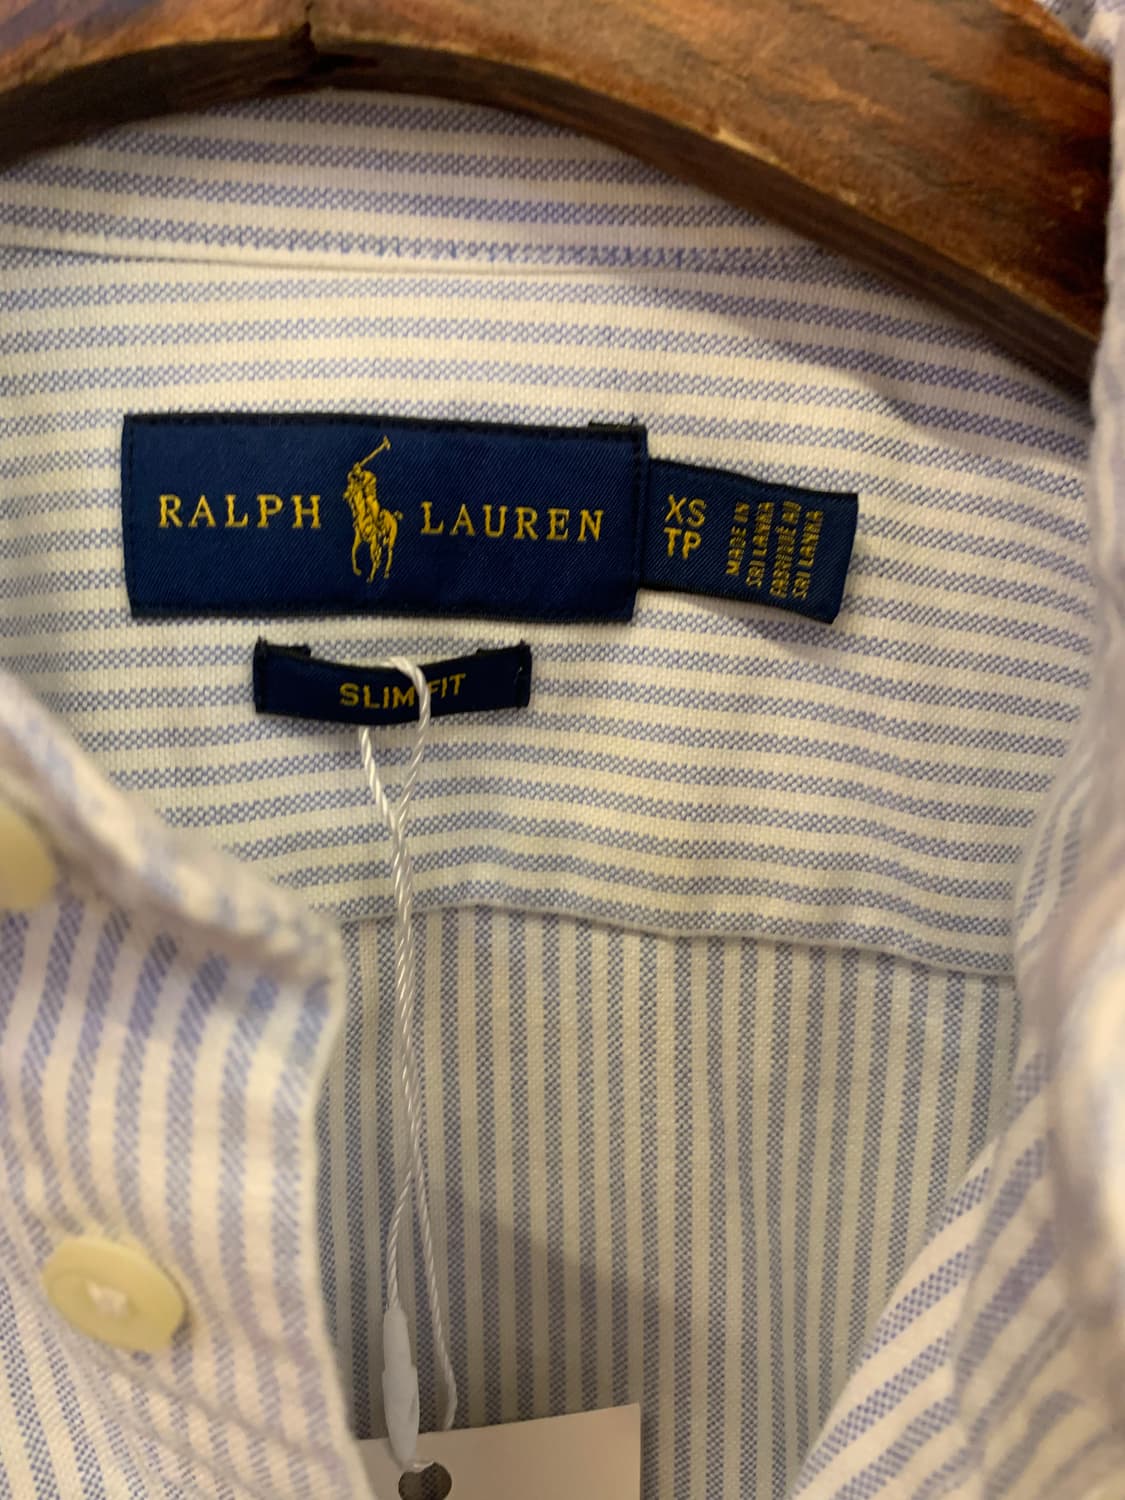 RALPH LAUREN
XS
TP
MADE IN
SRI LANKA
FABRIQUÉ AU
SRI LANKA
SLIM FIT